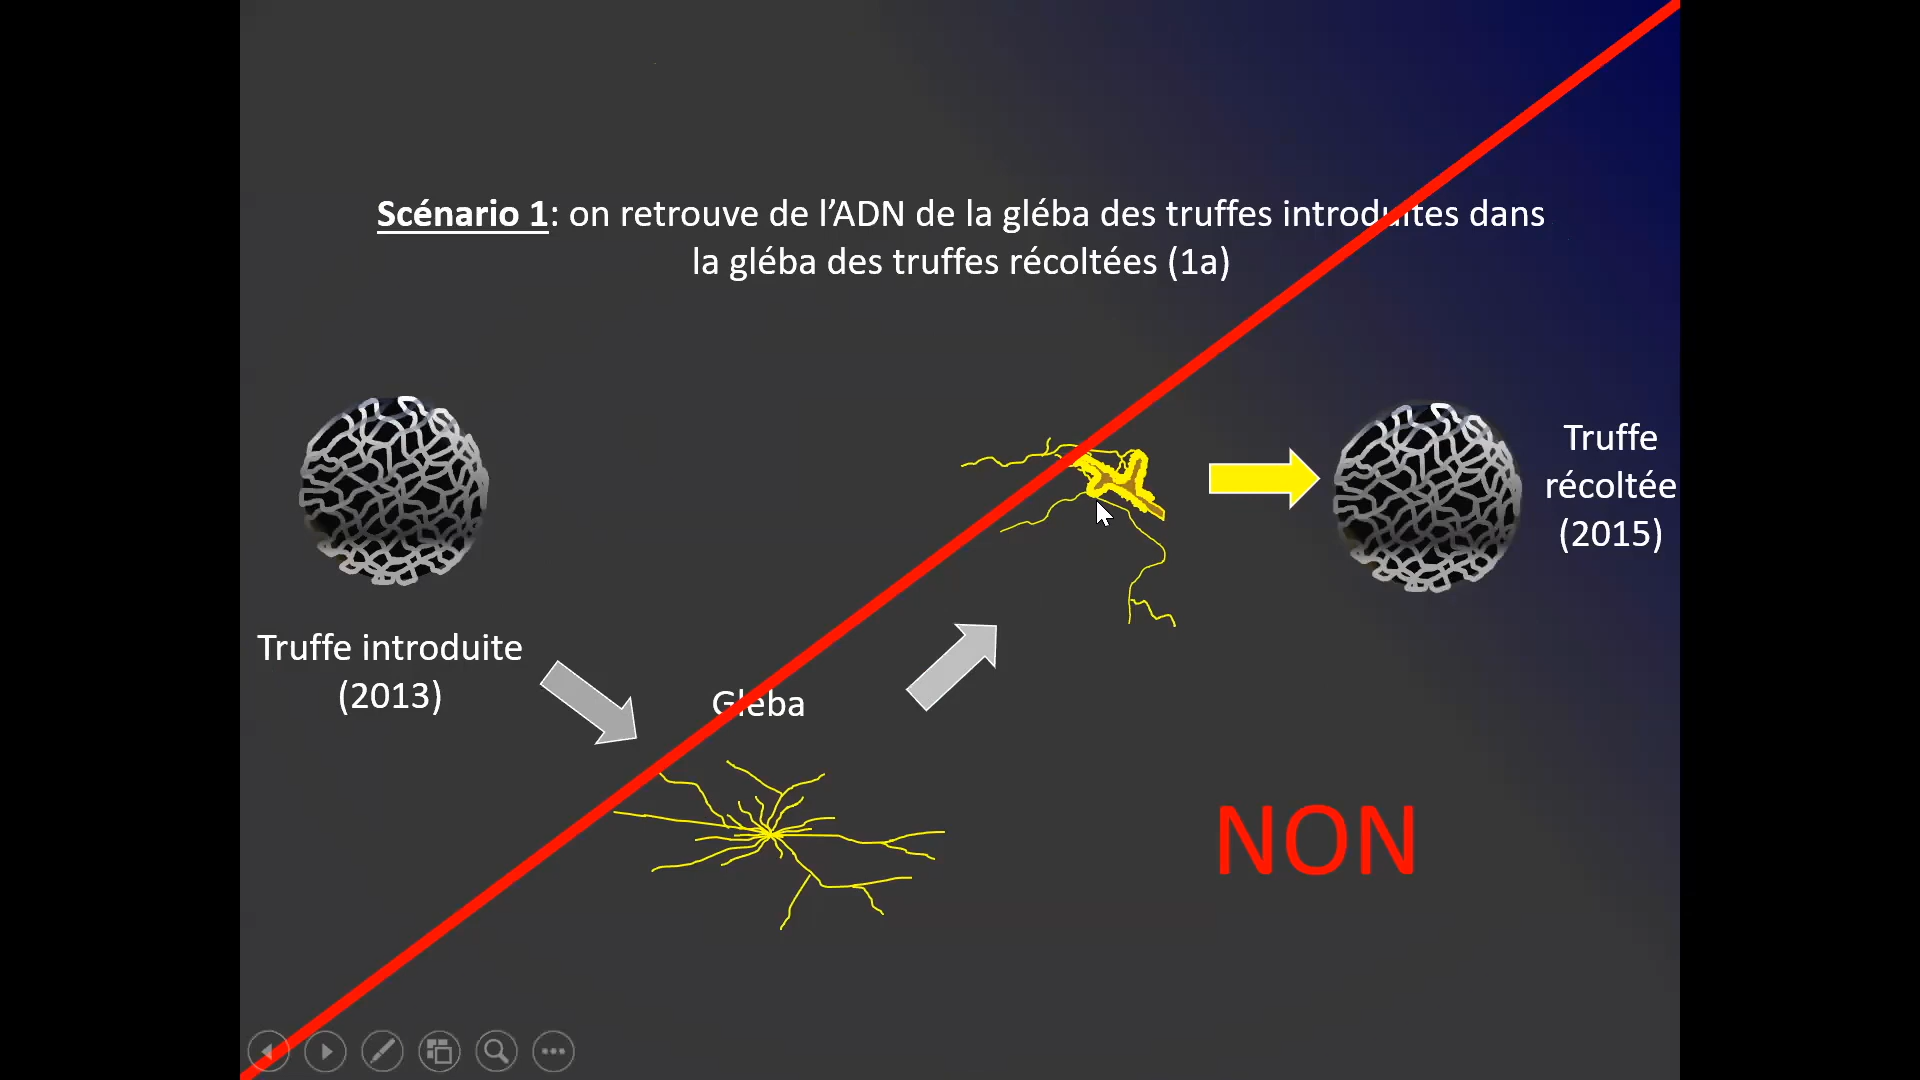 Scénario 1: on retrouve de l’ADN de la gléba des truffes introduites dans
la gléba des truffes récoltées (1a)
Truffe
récoltée
(2015)
Truffe introduite
(2013)
Gléba
NON